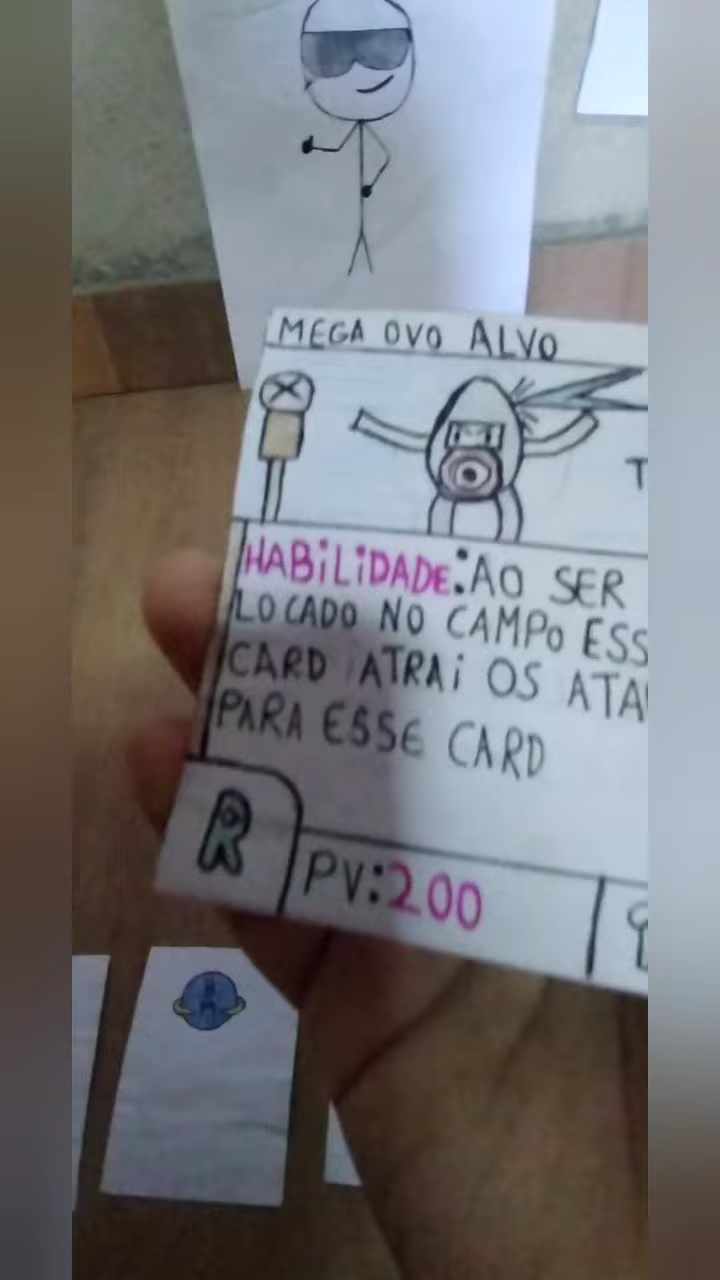 MEGA OVO ALVO
T
HABILIDADE: AO SER
LOCADO NO CAMPO ESS
CARD ATRAI OS ATA
PARA ESSE CARD
R
PV:200